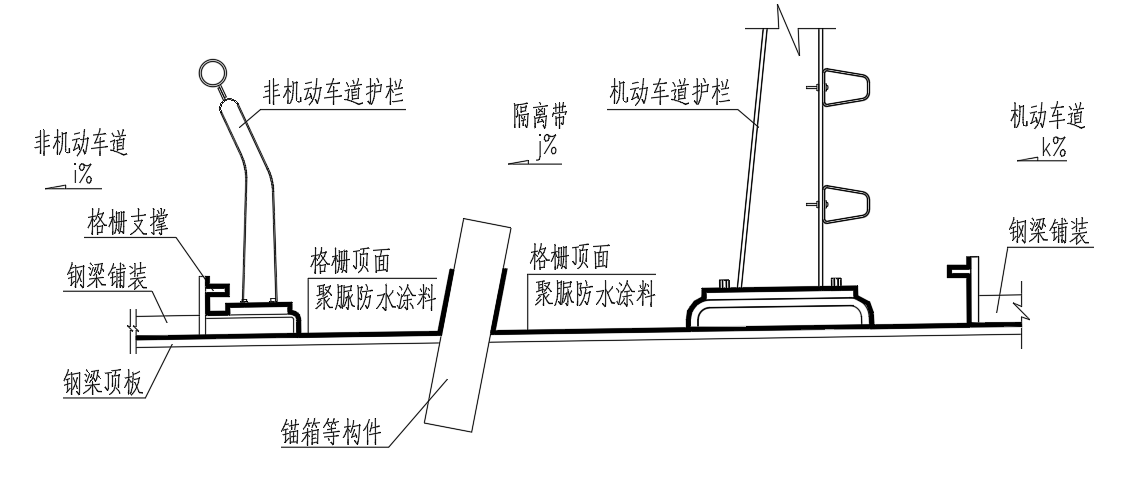 非机动车道护栏
机动车道护栏
隔离带
j%
机动车道
k%
非机动车道
i%
格栅支撑
钢梁铺装
格栅顶面
聚脲防水涂料
格栅顶面
聚脲防水涂料
钢梁铺装
钢梁顶板
锚箱等构件